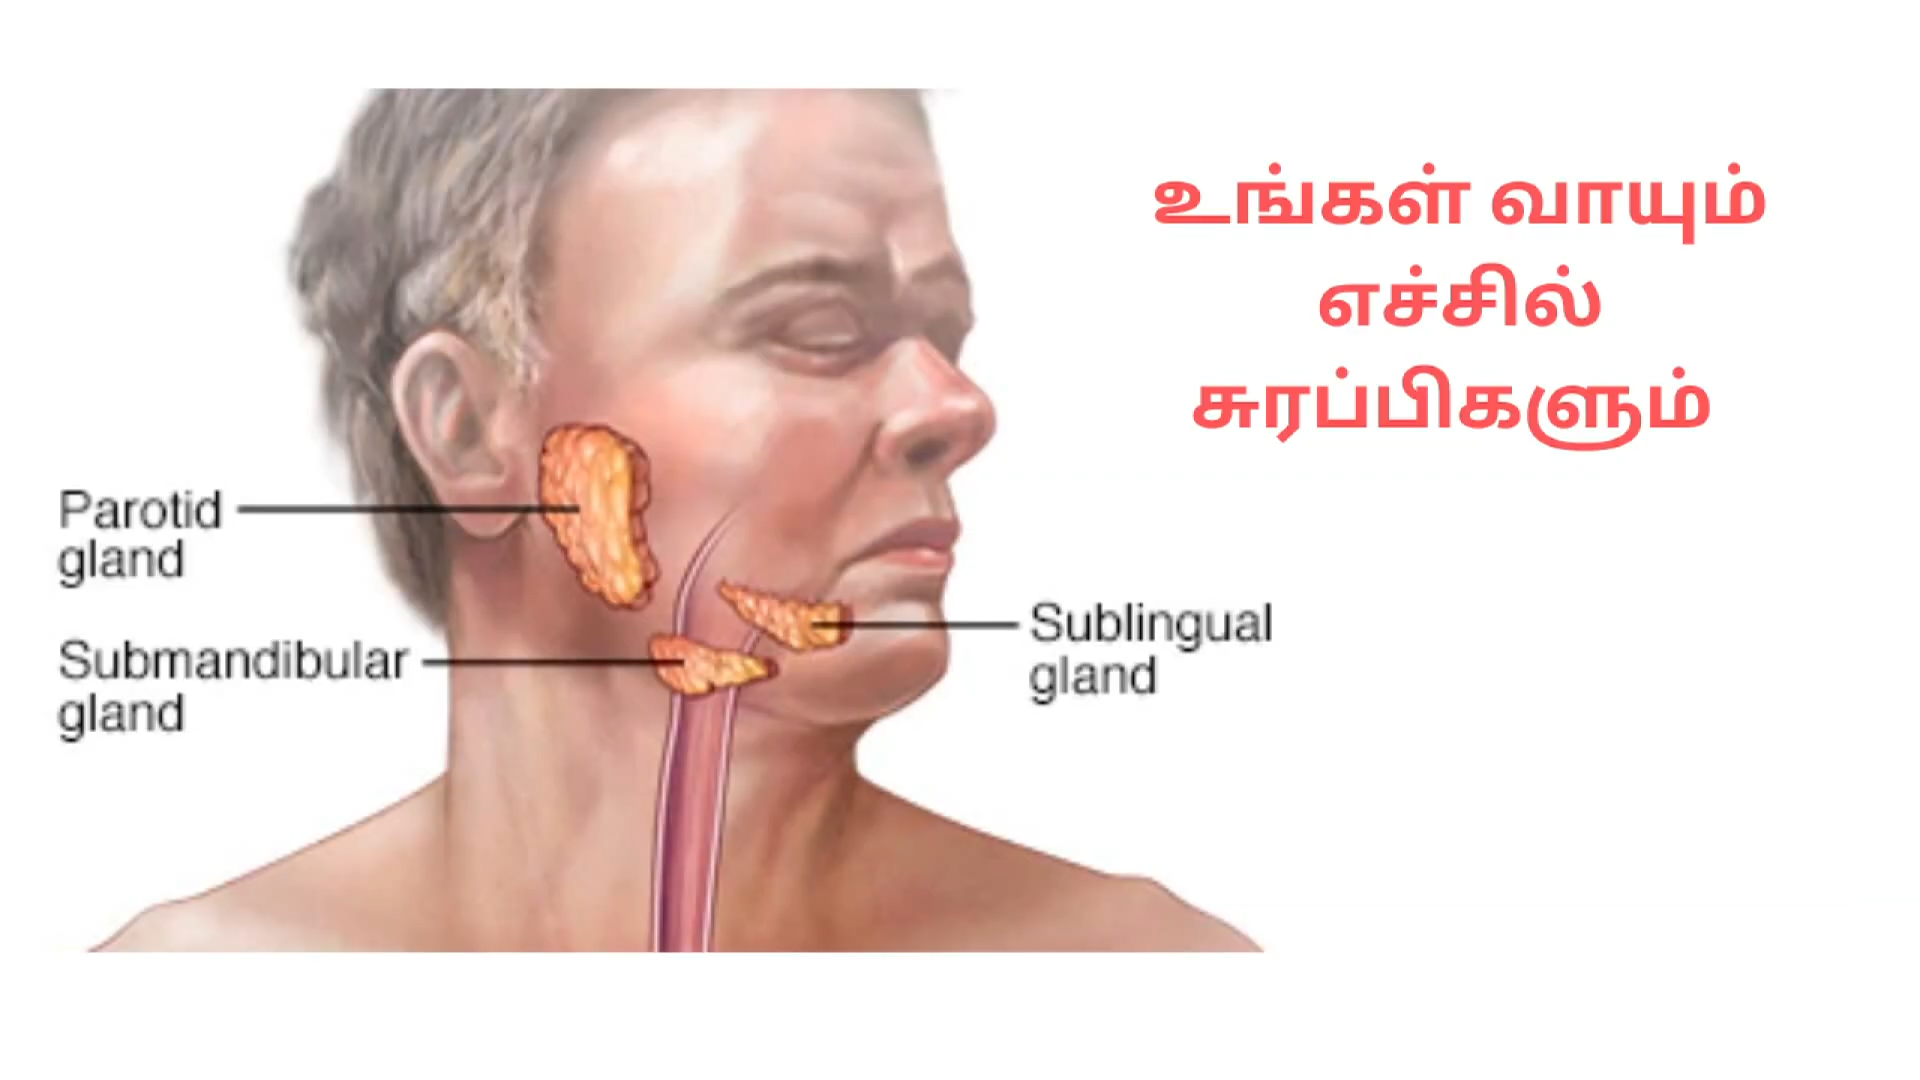 உங்கள் வாயும்
எச்சில்
சுரப்பிகளும்
Parotid
gland
Submandibular
gland
Sublingual
gland